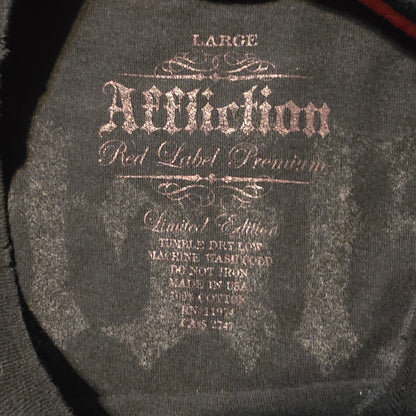 LARGE
Affliction
Red Label Premium
Limited Edition
TUMBLE DRY LOW
MACHINE WASH COLD
DO NOT IRON
MADE IN USA
100% COTTON